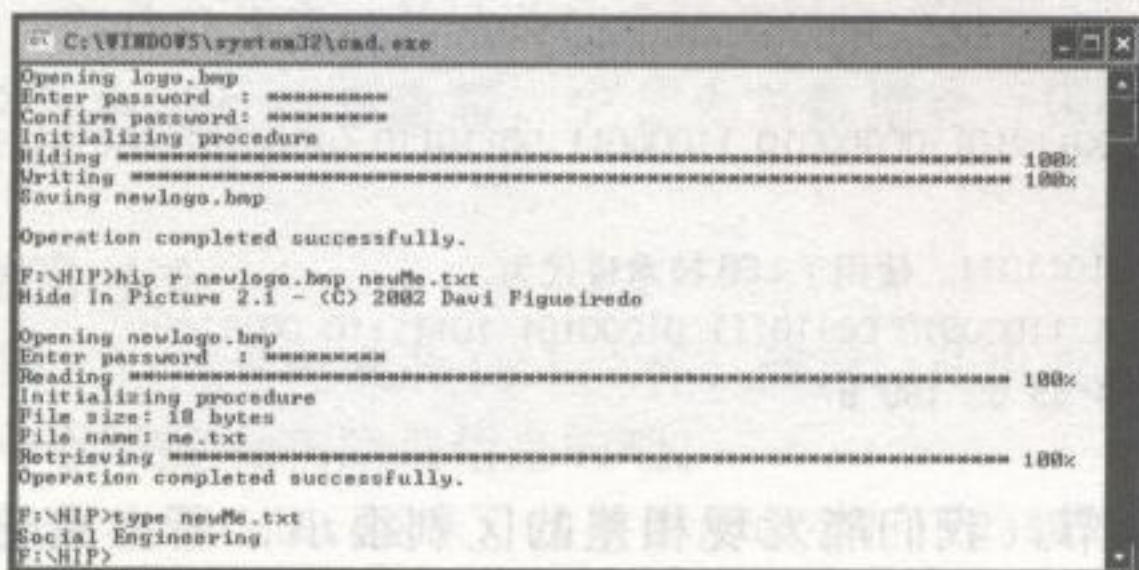 C:\WINDOWS\system32\cmd.exe
Opening logo.bmp
Enter password  : *********
Confirm password: *********
Initializing procedure
Hiding **************************************************************** 100%
Writing *************************************************************** 100%
Saving newlogo.bmp
Operation completed successfully.
F:\HIP>hip r newlogo.bmp newMe.txt
Hide In Picture 2.1 - (C) 2002 Davi Figueiredo
Opening newlogo.bmp
Enter password  : *********
Reading *************************************************************** 100%
Initializing procedure
File size: 18 bytes
File name: me.txt
Retrieving ************************************************************ 100%
Operation completed successfully.
F:\HIP>type newMe.txt
Social Engineering
F:\HIP>